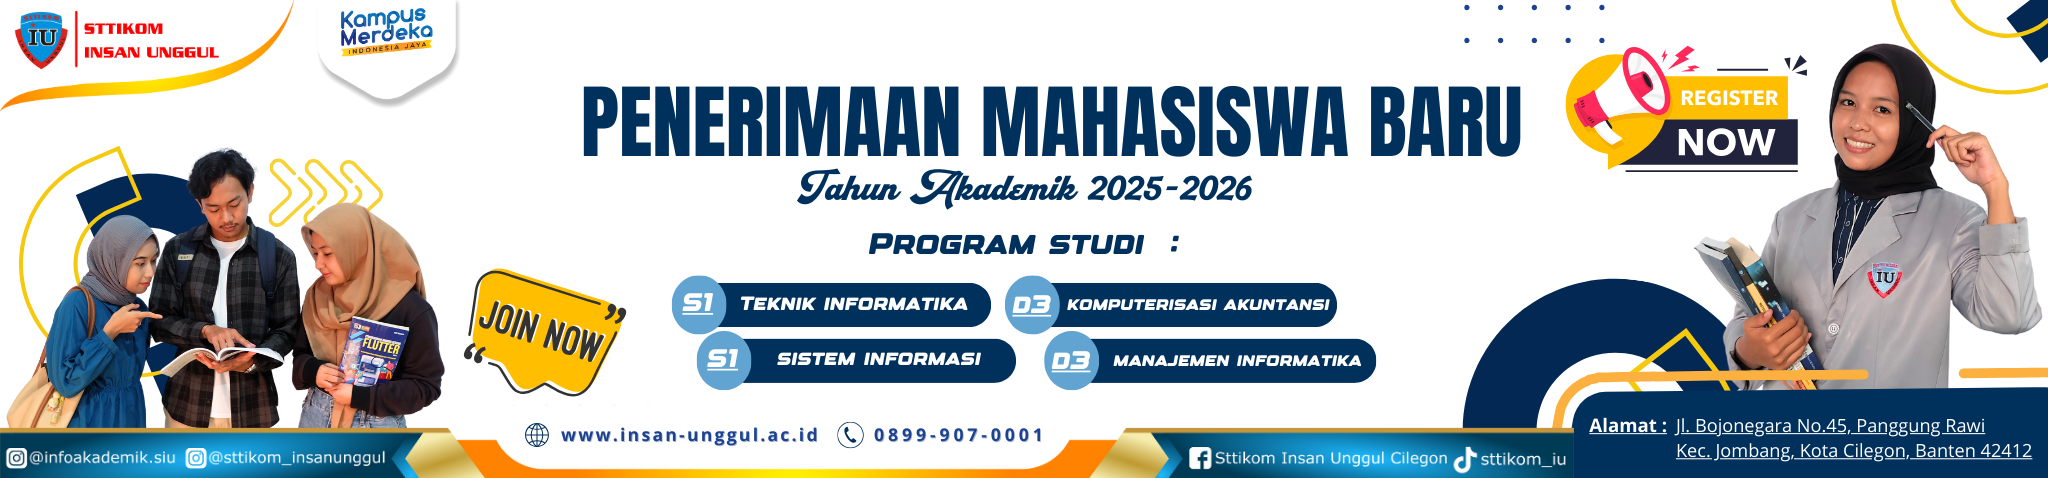 STTIKOM
IU
INSAN UNGGUL
Kampus
Merdeka
INDONESIA JAYA
PENERIMAAN MAHASISWA BARU
Tahun Akademik 2025-2026
REGISTER
NOW
PROGRAM STUDI :
S1 TEKNIK INFORMATIKA
D3 KOMPUTERISASI AKUNTANSI
S1 SISTEM INFORMASI
D3 MANAJEMEN INFORMATIKA
JOIN NOW
FLUTTER
IU
www.insan-unggul.ac.id
0899-907-0001
@infoakademik.siu
@sttikom_insanunggul
Sttikom Insan Unggul Cilegon
sttikom_iu
Alamat : Jl. Bojonegara No.45, Panggung Rawi
Kec. Jombang, Kota Cilegon, Banten 42412